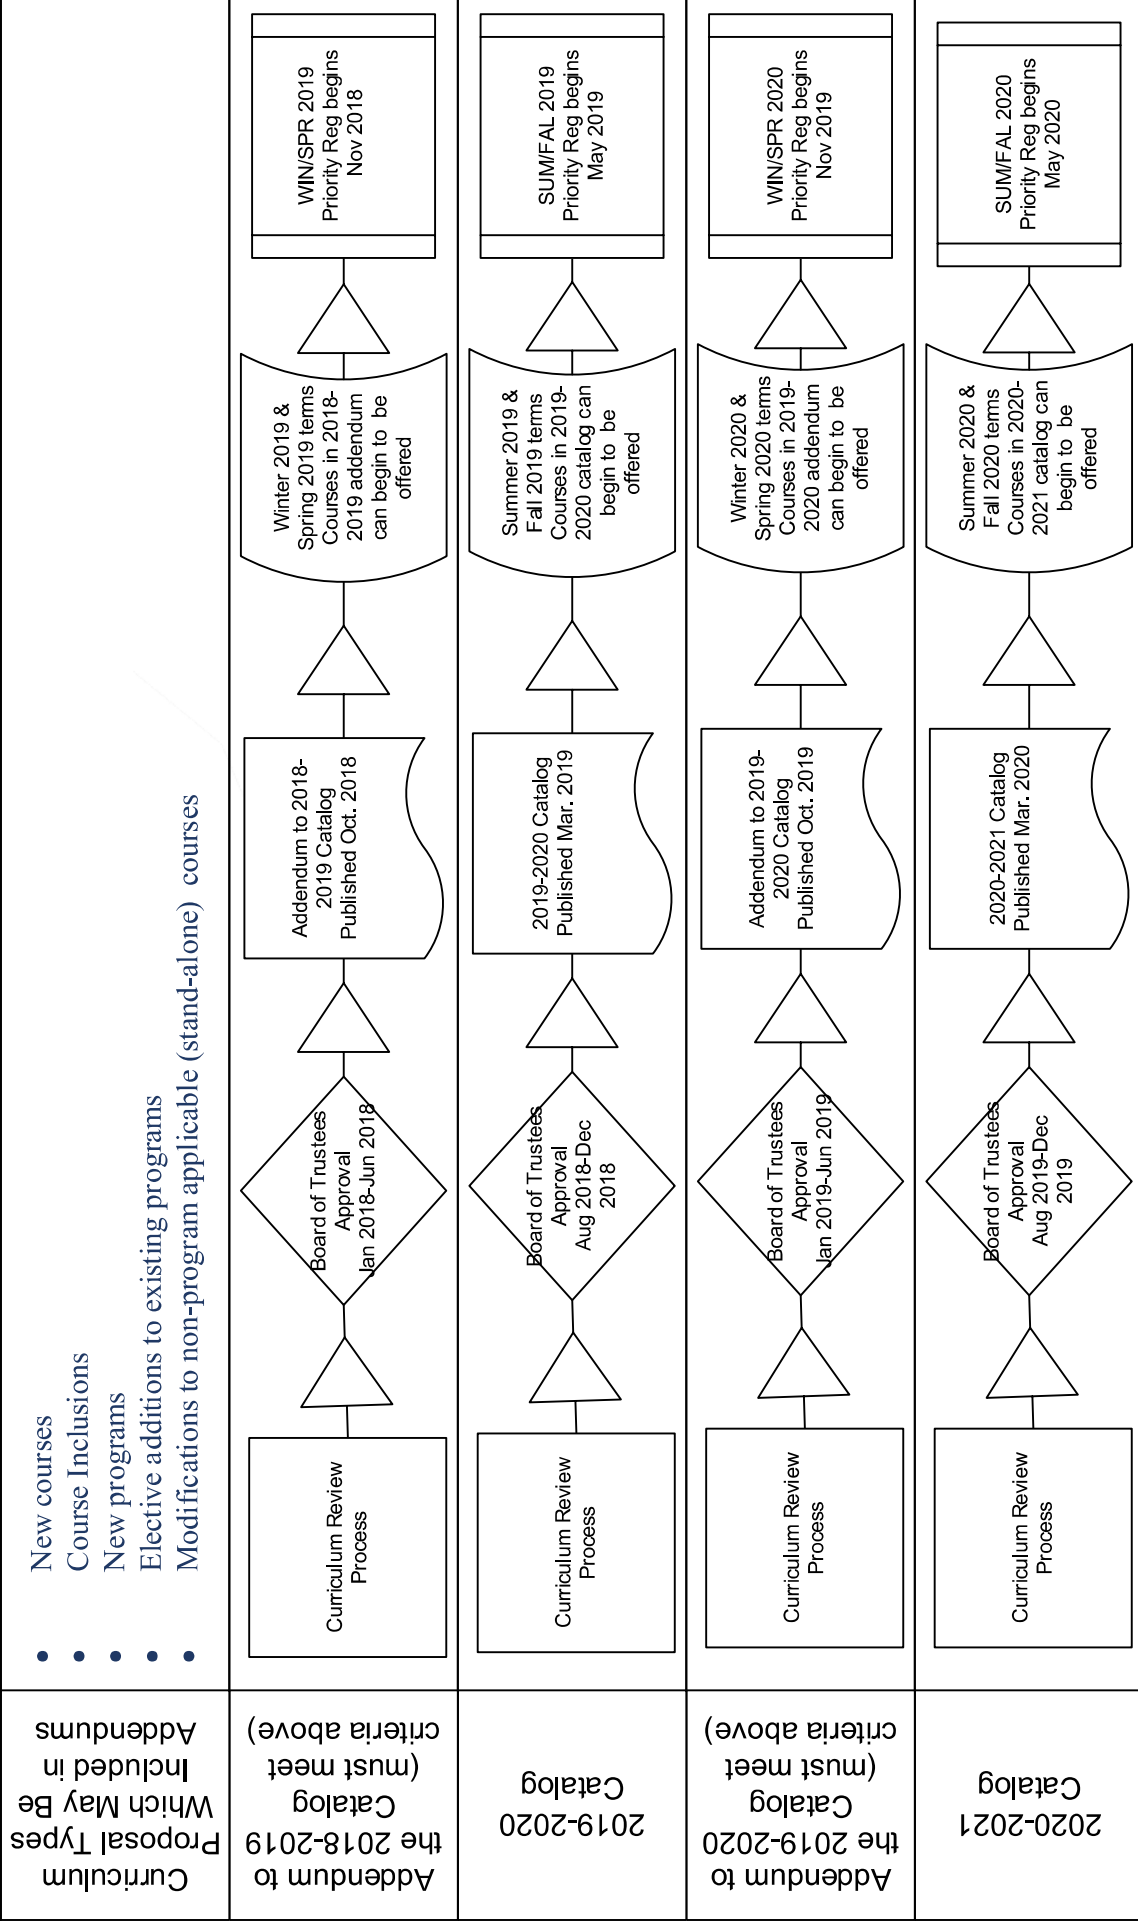 Curriculum
Proposal Types
Which May Be
Included in
Addendums
• New courses
• Course Inclusions
• New programs
• Elective additions to existing programs
• Modifications to non-program applicable (stand-alone) courses
Addendum to
the 2018-2019
Catalog
(must meet
criteria above)
Curriculum Review
Process
Board of Trustees
Approval
Jan 2018-Jun 2018
Addendum to 2018-
2019 Catalog
Published Oct. 2018
Winter 2019 &
Spring 2019 terms
Courses in 2018-
2019 addendum
can begin to be
offered
WIN/SPR 2019
Priority Reg begins
Nov 2018
2019-2020
Catalog
Curriculum Review
Process
Board of Trustees
Approval
Aug 2018-Dec
2018
2019-2020 Catalog
Published Mar. 2019
Summer 2019 &
Fall 2019 terms
Courses in 2019-
2020 catalog can
begin to be
offered
SUM/FAL 2019
Priority Reg begins
May 2019
Addendum to
the 2019-2020
Catalog
(must meet
criteria above)
Curriculum Review
Process
Board of Trustees
Approval
Jan 2019-Jun 2019
Addendum to 2019-
2020 Catalog
Published Oct. 2019
Winter 2020 &
Spring 2020 terms
Courses in 2019-
2020 addendum
can begin to be
offered
WIN/SPR 2020
Priority Reg begins
Nov 2019
2020-2021
Catalog
Curriculum Review
Process
Board of Trustees
Approval
Aug 2019-Dec
2019
2020-2021 Catalog
Published Mar. 2020
Summer 2020 &
Fall 2020 terms
Courses in 2020-
2021 catalog can
begin to be
offered
SUM/FAL 2020
Priority Reg begins
May 2020